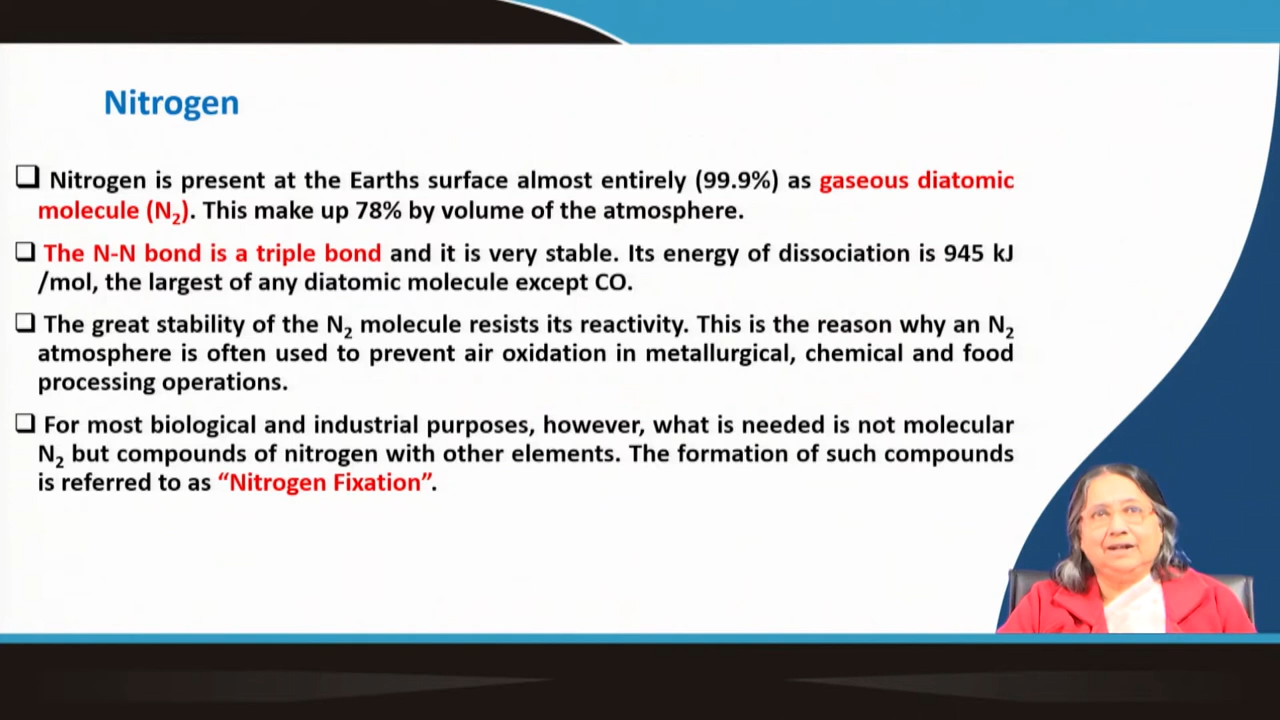 Nitrogen
❑ Nitrogen is present at the Earths surface almost entirely (99.9%) as gaseous diatomic
molecule (N₂). This make up 78% by volume of the atmosphere.
❑ The N-N bond is a triple bond and it is very stable. Its energy of dissociation is 945 kJ
/mol, the largest of any diatomic molecule except CO.
❑ The great stability of the N₂ molecule resists its reactivity. This is the reason why an N₂
atmosphere is often used to prevent air oxidation in metallurgical, chemical and food
processing operations.
❑ For most biological and industrial purposes, however, what is needed is not molecular
N₂ but compounds of nitrogen with other elements. The formation of such compounds
is referred to as “Nitrogen Fixation”.